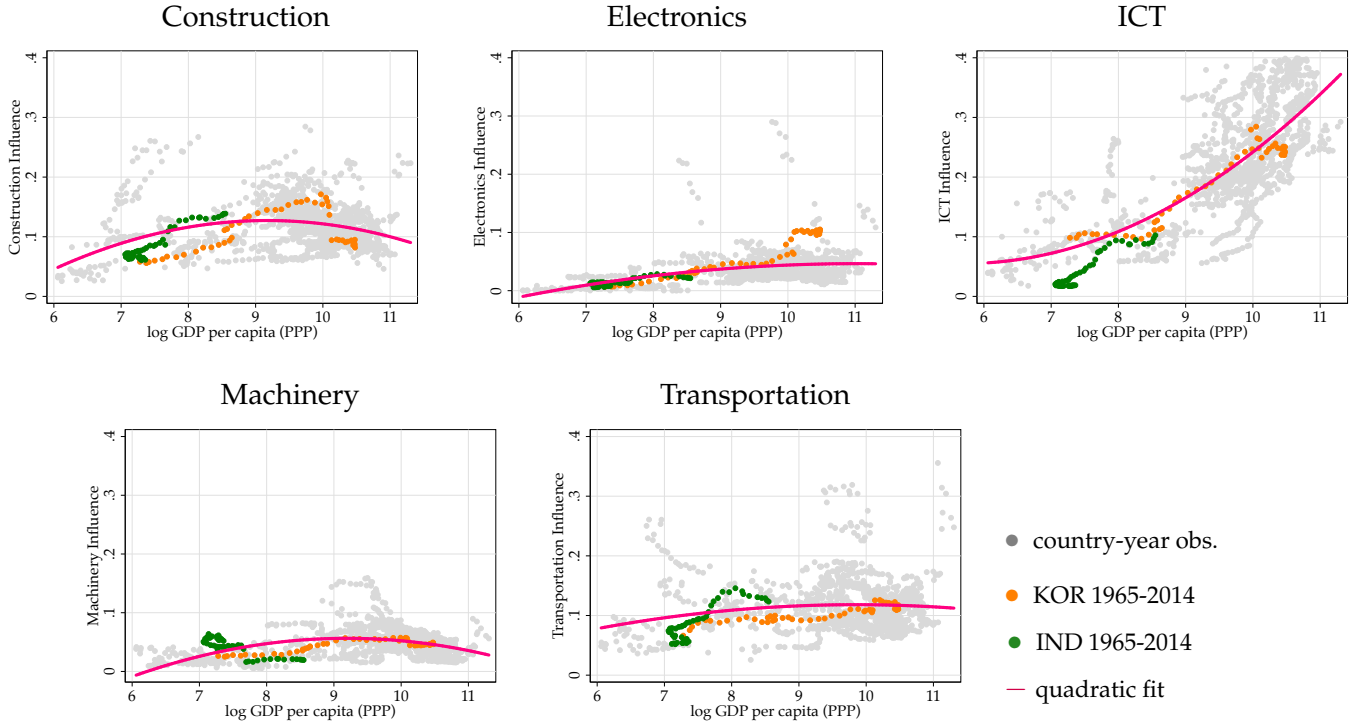 Construction
Electronics
ICT
Construction Influence
0
.1
.2
.3
.4
6 7 8 9 10 11
log GDP per capita (PPP)
Electronics Influence
0
.1
.2
.3
.4
6 7 8 9 10 11
log GDP per capita (PPP)
ICT Influence
0
.1
.2
.3
.4
6 7 8 9 10 11
log GDP per capita (PPP)
Machinery
Transportation
Machinery Influence
0
.1
.2
.3
.4
6 7 8 9 10 11
log GDP per capita (PPP)
Transportation Influence
0
.1
.2
.3
.4
6 7 8 9 10 11
log GDP per capita (PPP)
country-year obs.
KOR 1965-2014
IND 1965-2014
quadratic fit